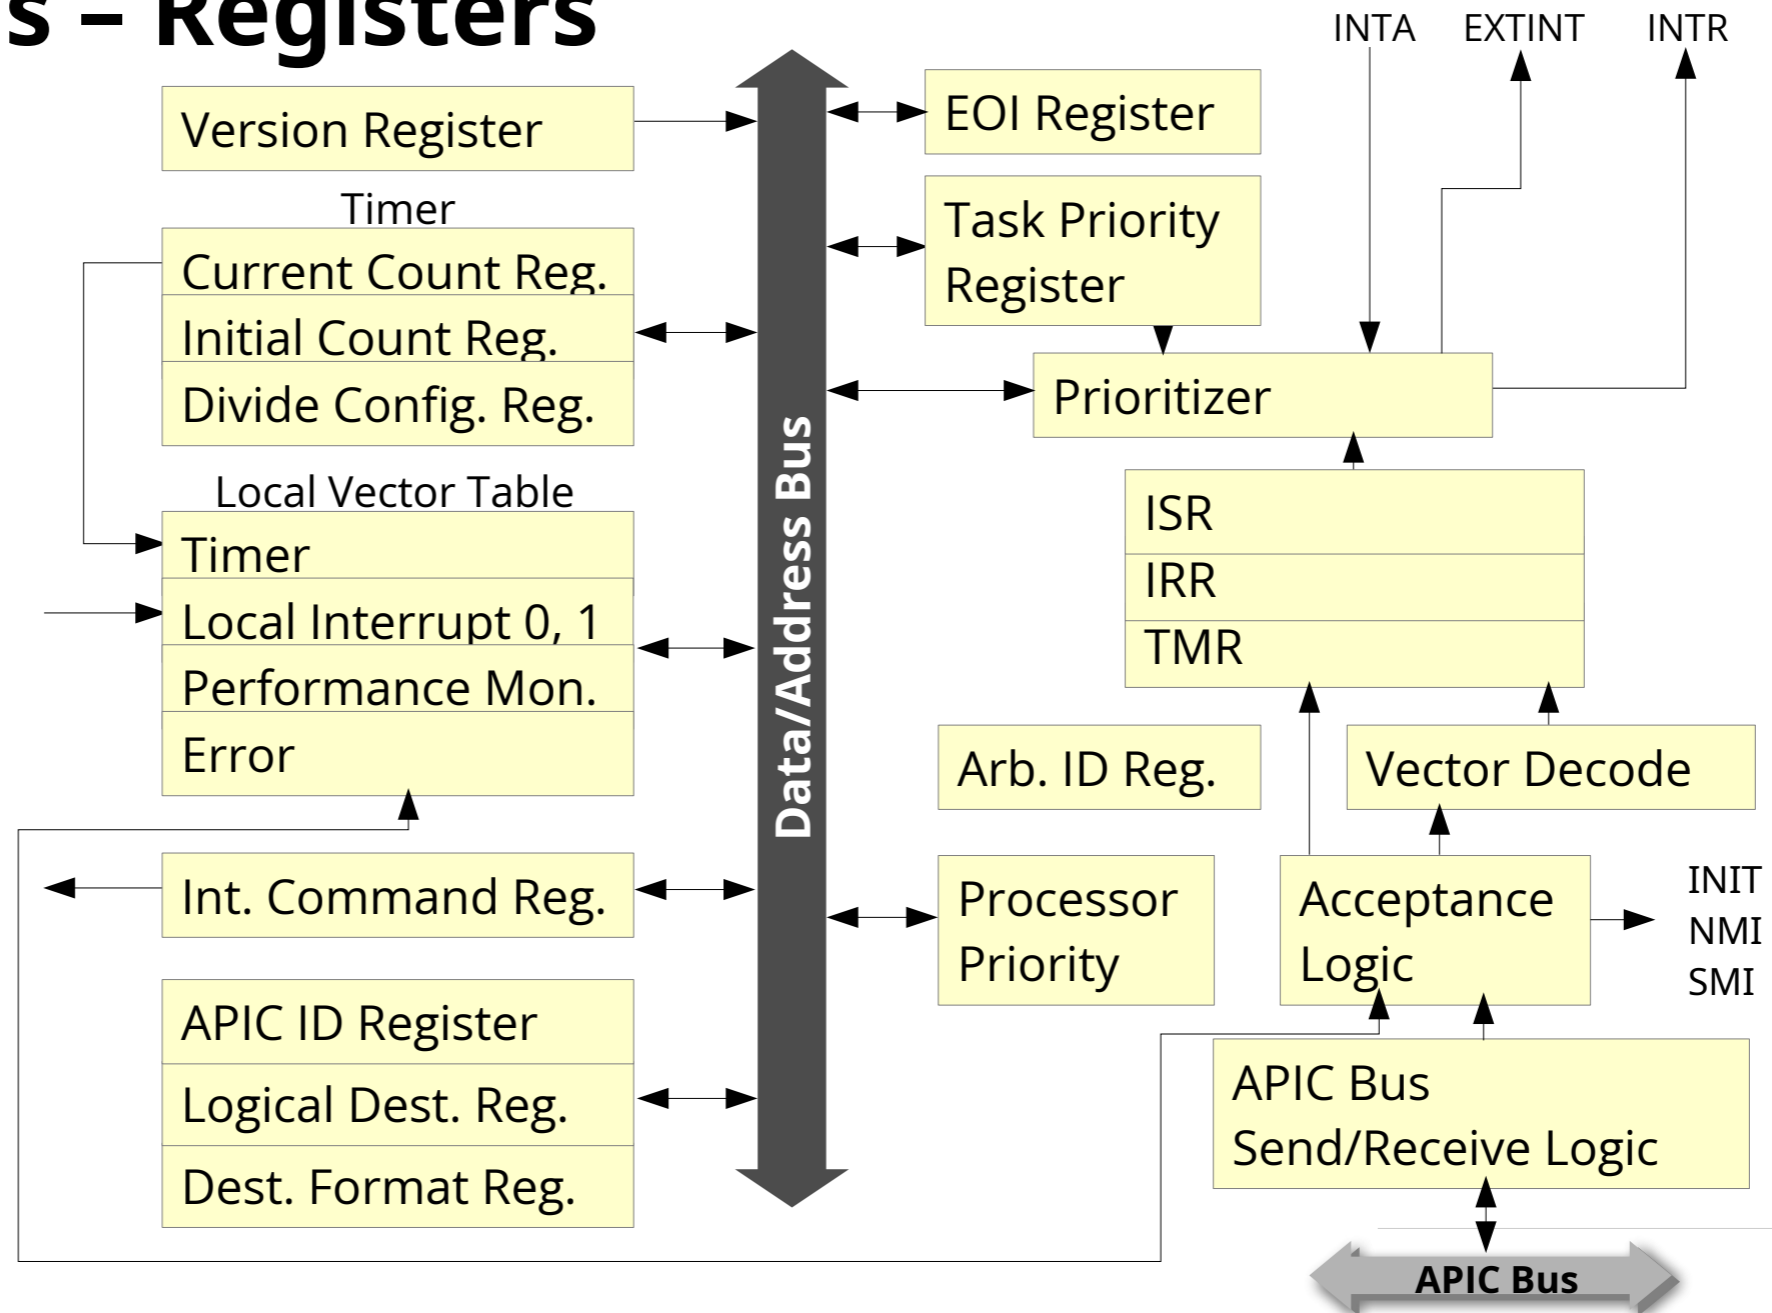 s – Registers
INTA
EXTINT
INTR
Version Register
Timer
Current Count Reg.
Initial Count Reg.
Divide Config. Reg.
Local Vector Table
Timer
Local Interrupt 0, 1
Performance Mon.
Error
Int. Command Reg.
APIC ID Register
Logical Dest. Reg.
Dest. Format Reg.
Data/Address Bus
EOI Register
Task Priority
Register
Prioritizer
ISR
IRR
TMR
Arb. ID Reg.
Vector Decode
Processor
Priority
Acceptance
Logic
INIT
NMI
SMI
APIC Bus
Send/Receive Logic
APIC Bus